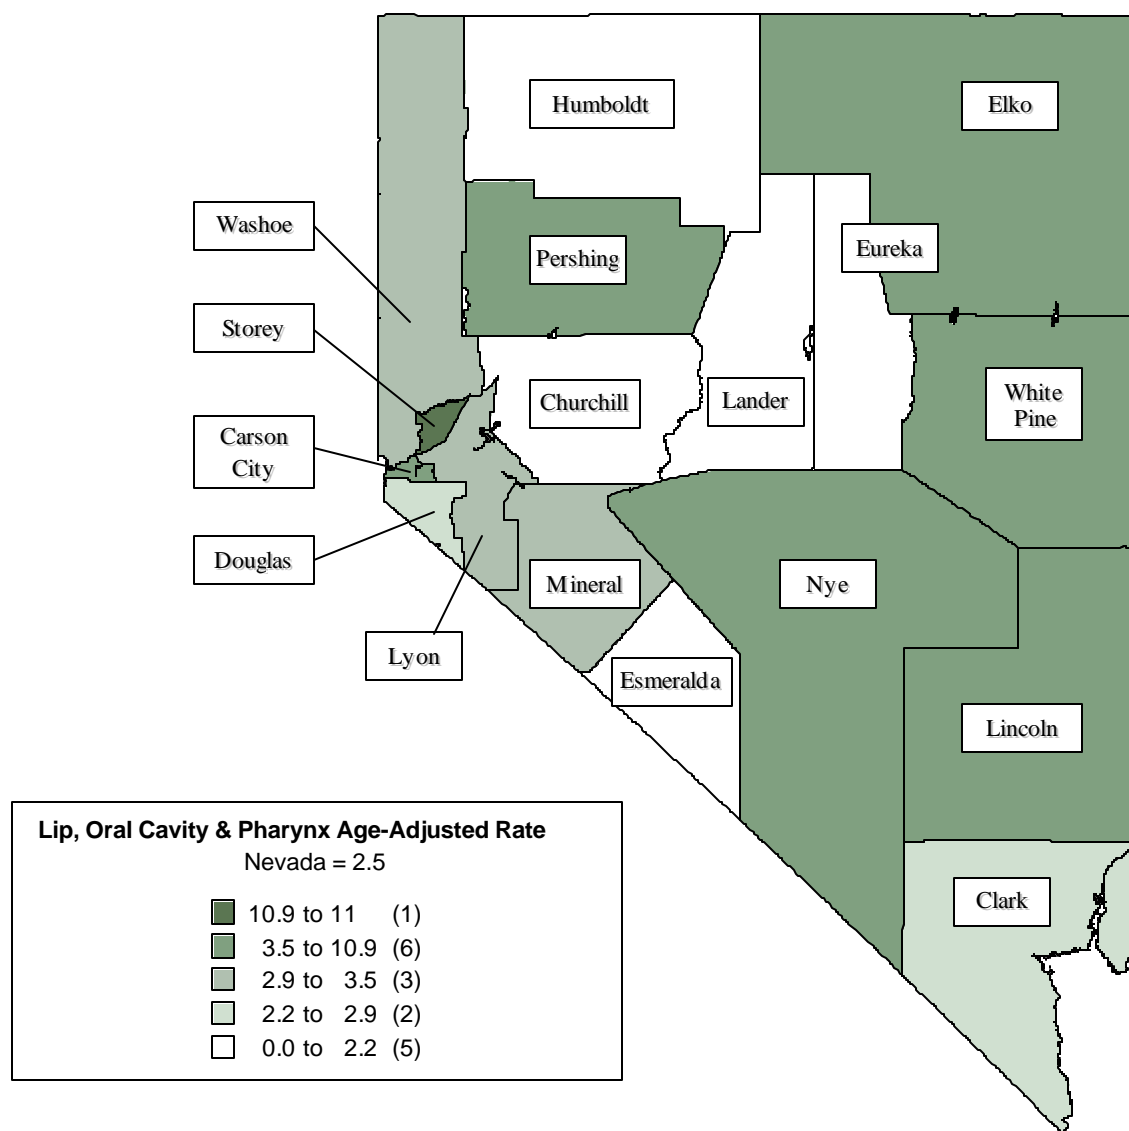 Humboldt
Elko
Washoe
Pershing
Eureka
Storey
Churchill
Lander
White
Pine
Carson
City
Douglas
Mineral
Nye
Lyon
Esmeralda
Lincoln
Clark
Lip, Oral Cavity & Pharynx Age-Adjusted Rate
Nevada = 2.5
10.9 to 11 (1)
3.5 to 10.9 (6)
2.9 to 3.5 (3)
2.2 to 2.9 (2)
0.0 to 2.2 (5)